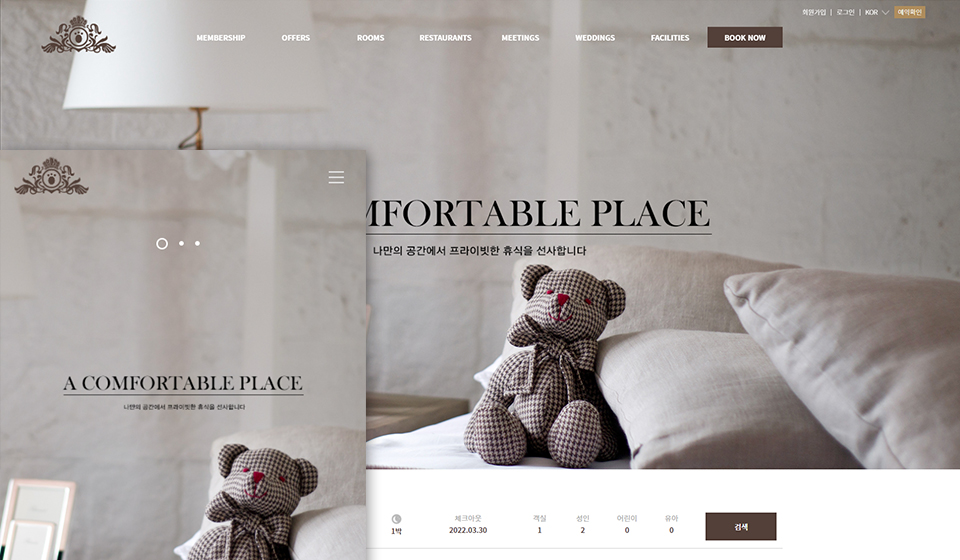 회원가입 | 로그인 | KOR 예약확인
MEMBERSHIP OFFERS ROOMS RESTAURANTS MEETINGS WEDDINGS FACILITIES BOOK NOW
MFORTABLE PLACE
나만의 공간에서 프라이빗한 휴식을 선사합니다
A COMFORTABLE PLACE
나만의 공간에서 프라이빗한 휴식을 선사합니다
체크아웃 객실 성인 어린이 유아
1박 2022.03.30 1 2 0 0
검색